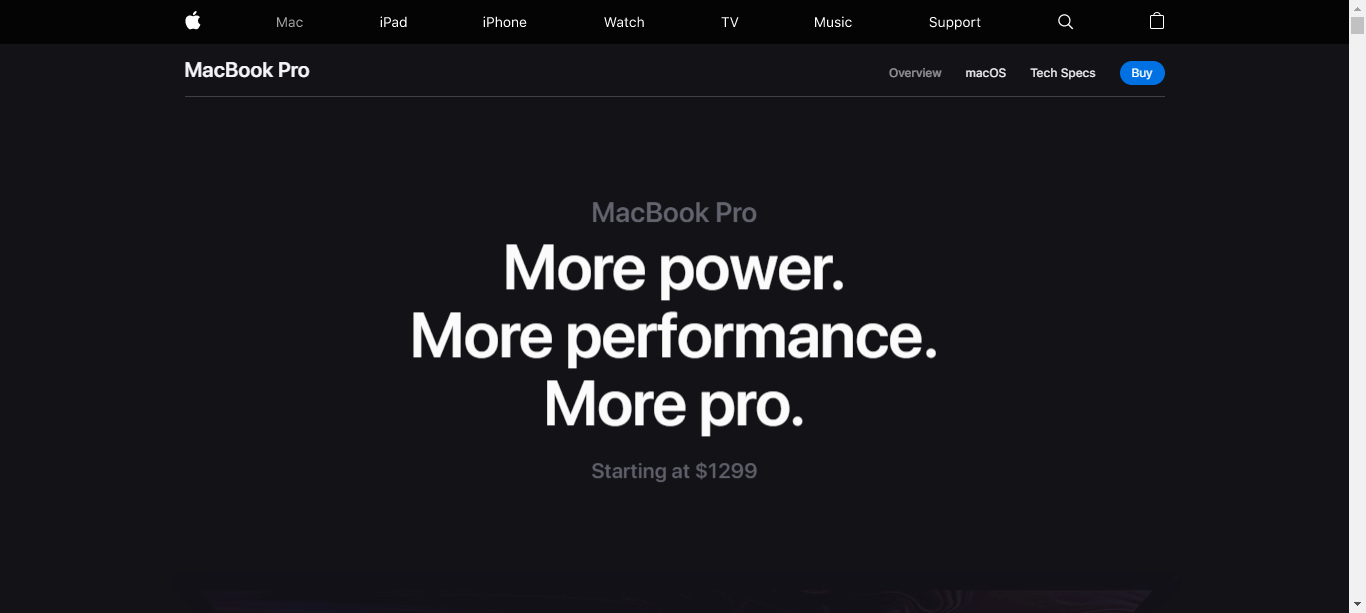 Mac iPad iPhone Watch TV Music Support
MacBook Pro Overview macOS Tech Specs Buy
MacBook Pro
More power.
More performance.
More pro.
Starting at $1299